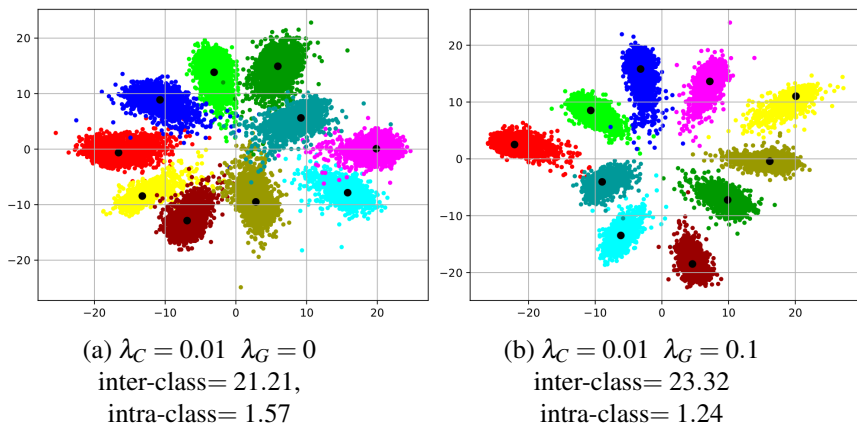 20
10
0
−10
−20
−20 −10 0 10 20
20
10
0
−10
−20
−20 −10 0 10 20
(a) λ_C = 0.01 λ_G = 0
inter-class= 21.21,
intra-class= 1.57
(b) λ_C = 0.01 λ_G = 0.1
inter-class= 23.32
intra-class= 1.24